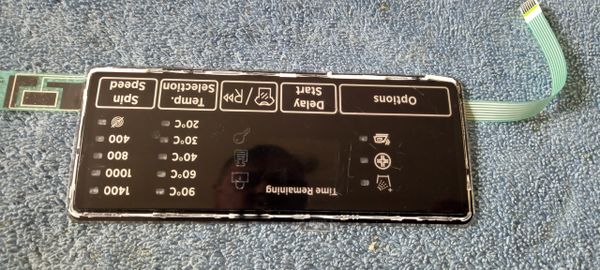 Options
Delay
Start
/ R
Temp.
Selection
Spin
Speed
Time Remaining
90°C
60°C
40°C
30°C
20°C
1400
1000
800
400